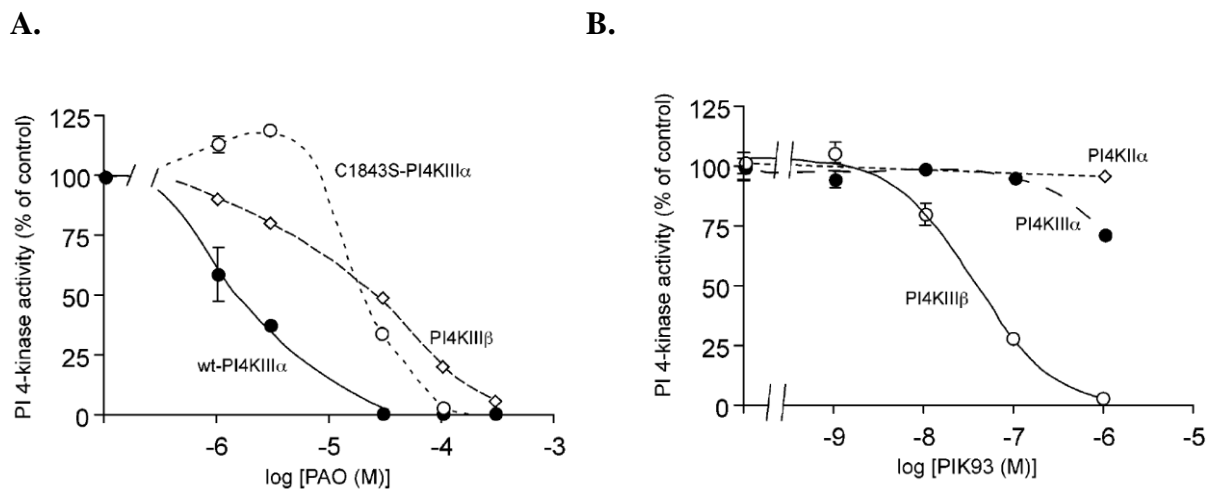 A.
B.
PI 4-kinase activity (% of control)
125
100
75
50
25
0
C1843S-PI4KIIIα
PI4KIIIβ
wt-PI4KIIIα
-6
-5
-4
-3
log [PAO (M)]
PI 4-kinase activity (% of control)
125
100
75
50
25
0
PI4KIIα
PI4KIIIα
PI4KIIIβ
-9
-8
-7
-6
-5
log [PIK93 (M)]